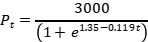 P_t = 3000 / (1 + e^{1.35−0.119t})